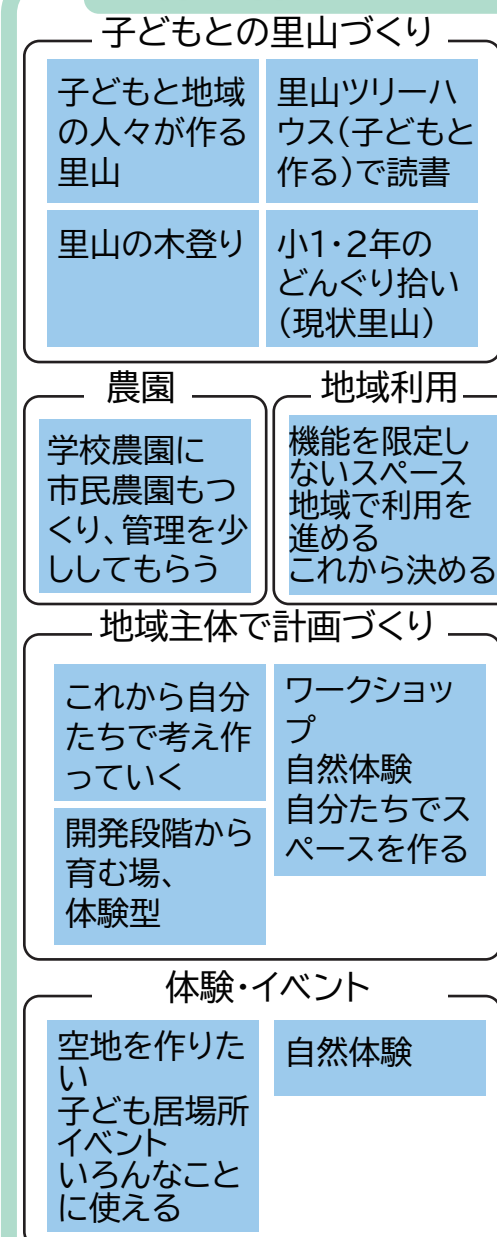 子どもとの里山づくり
子どもと地域
の人々が作る
里山
里山ツリーハ
ウス(子どもと
作る)で読書
里山の木登り
小1・2年の
どんぐり拾い
(現状里山)
農園
学校農園に
市民農園もつ
くり、管理を少
ししてもらう
地域利用
機能を限定し
ないスペース
地域で利用を
進める
これから決める
地域主体で計画づくり
これから自分
たちで考え作
っていく
開発段階から
育む場、
体験型
ワークショッ
プ
自然体験
自分たちでス
ペースを作る
体験・イベント
空地を作りた
い
子ども居場所
イベント
いろんなこと
に使える
自然体験